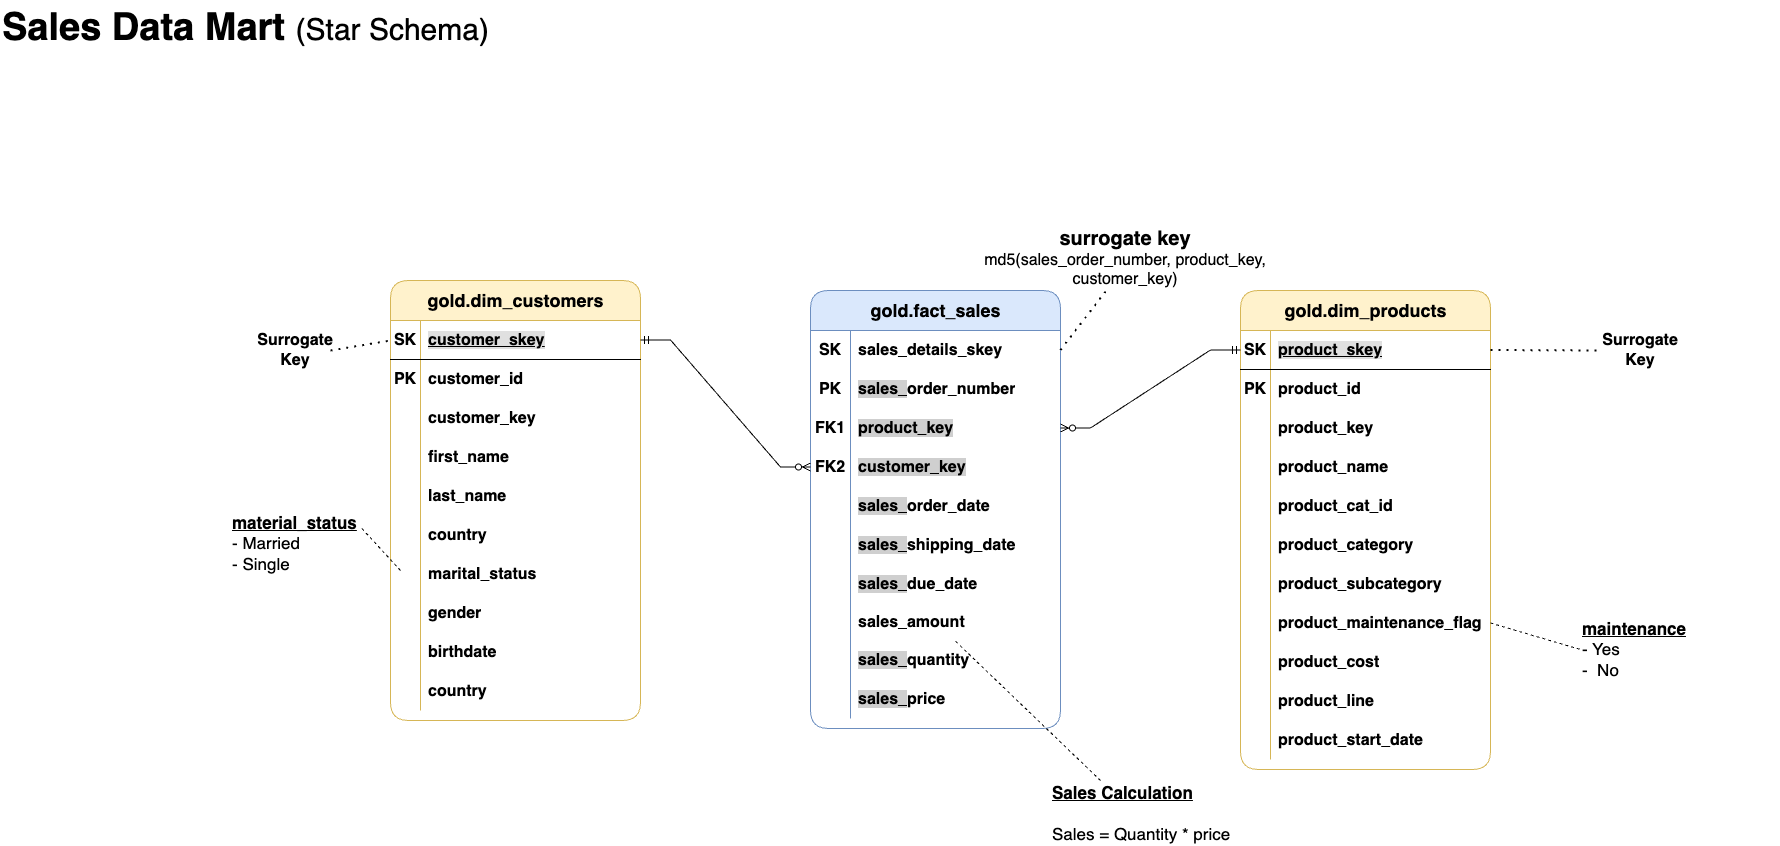 Sales Data Mart (Star Schema)
surrogate key
md5(sales_order_number, product_key,
customer_key)
gold.dim_customers
SK customer_skey
PK customer_id
customer_key
first_name
last_name
country
marital_status
gender
birthdate
country
Surrogate
Key
material_status
- Married
- Single
gold.fact_sales
SK sales_details_skey
PK sales_order_number
FK1 product_key
FK2 customer_key
sales_order_date
sales_shipping_date
sales_due_date
sales_amount
sales_quantity
sales_price
gold.dim_products
SK product_skey
PK product_id
product_key
product_name
product_cat_id
product_category
product_subcategory
product_maintenance_flag
product_cost
product_line
product_start_date
Surrogate
Key
maintenance
- Yes
- No
Sales Calculation
Sales = Quantity * price